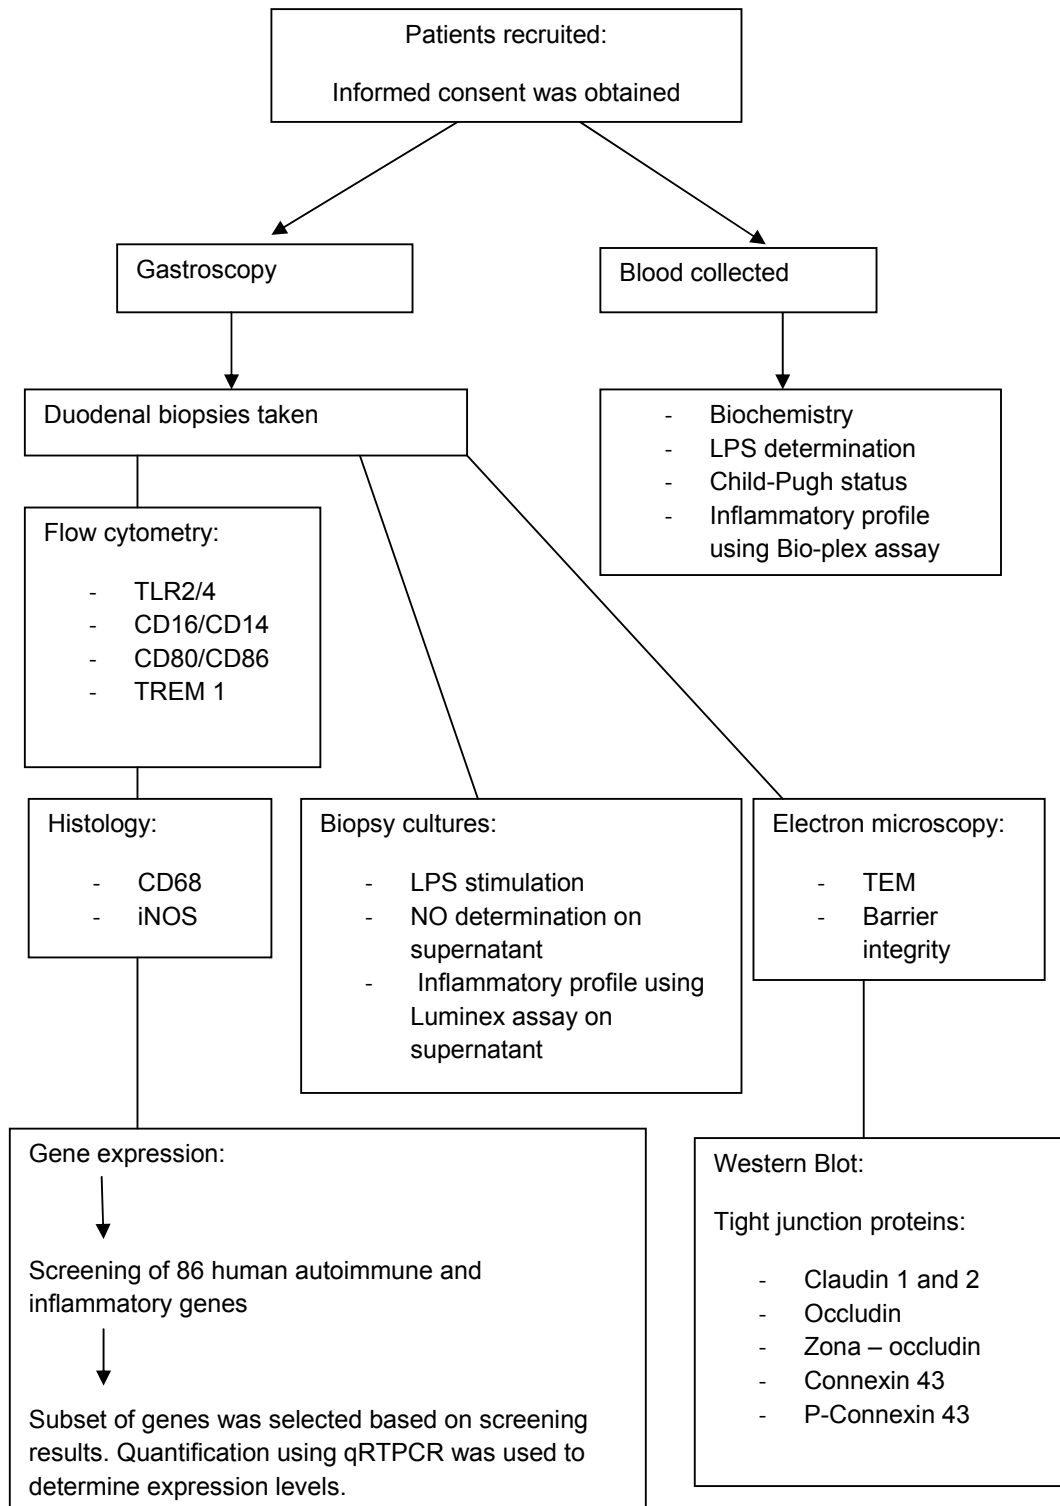 Patients recruited:
Informed consent was obtained
Gastroscopy
Blood collected
Duodenal biopsies taken
- Biochemistry
- LPS determination
- Child-Pugh status
- Inflammatory profile
using Bio-plex assay
Flow cytometry:
- TLR2/4
- CD16/CD14
- CD80/CD86
- TREM 1
Histology:
- CD68
- iNOS
Biopsy cultures:
- LPS stimulation
- NO determination on
supernatant
- Inflammatory profile using
Luminex assay on
supernatant
Electron microscopy:
- TEM
- Barrier
integrity
Gene expression:
Screening of 86 human autoimmune and
inflammatory genes
Subset of genes was selected based on screening
results. Quantification using qRTPCR was used to
determine expression levels.
Western Blot:
Tight junction proteins:
- Claudin 1 and 2
- Occludin
- Zona – occludin
- Connexin 43
- P-Connexin 43